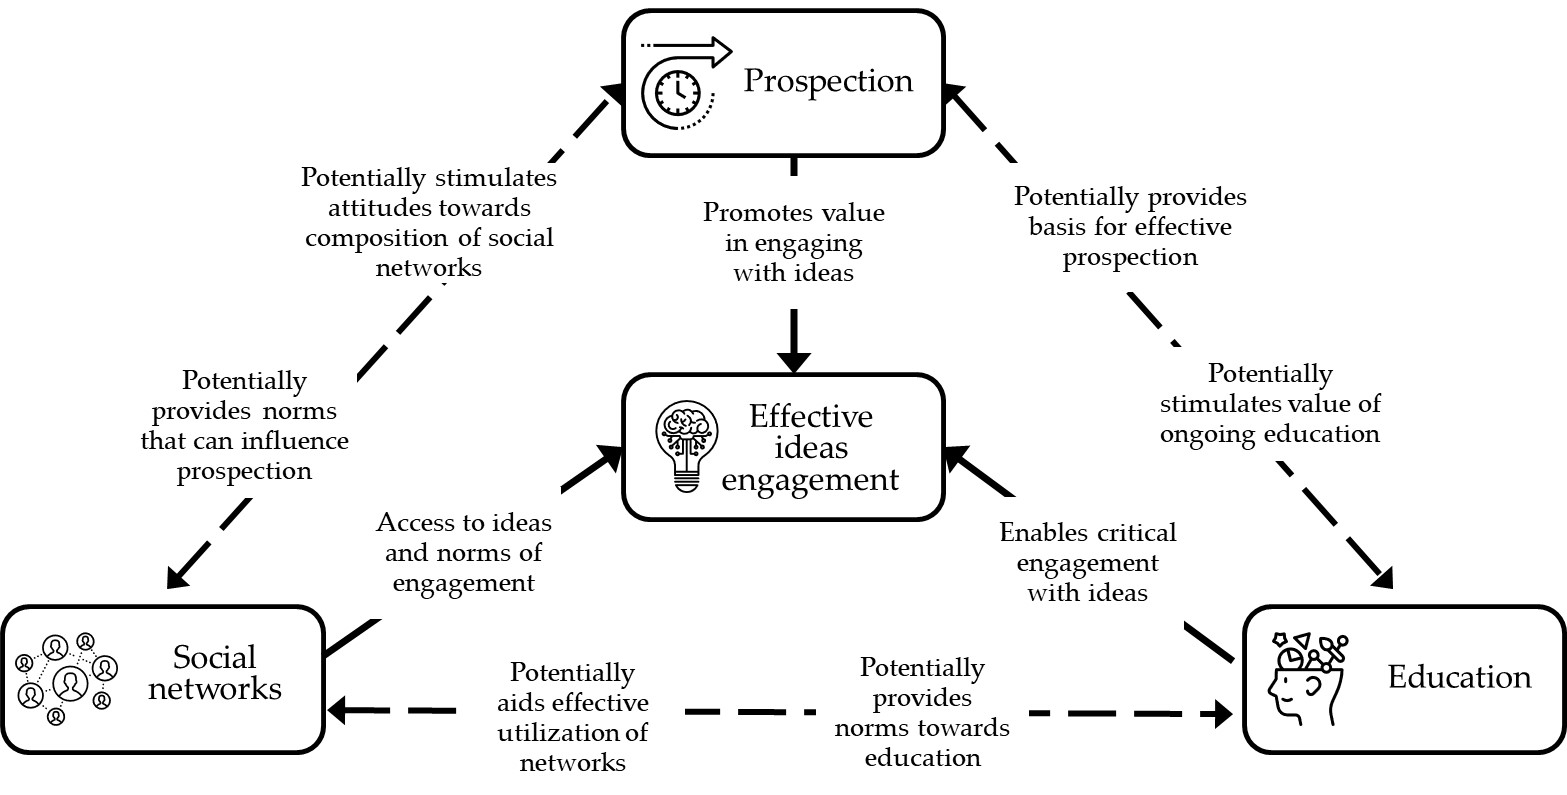 Prospection
Potentially stimulates
attitudes towards
composition of social
networks
Promotes value
in engaging
with ideas
Potentially provides
basis for effective
prospection
Potentially
provides norms
that can influence
prospection
Effective
ideas
engagement
Potentially
stimulates value of
ongoing education
Access to ideas
and norms of
engagement
Enables critical
engagement
with ideas
Social
networks
Potentially
aids effective
utilization of
networks
Potentially
provides
norms towards
education
Education